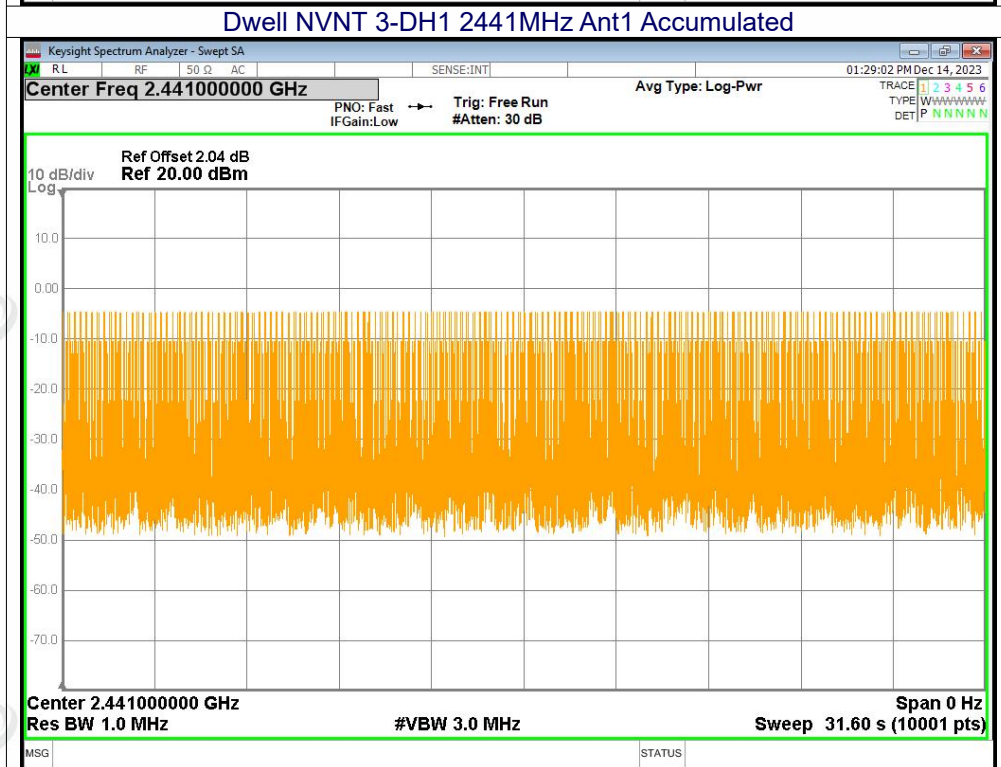 Dwell NVNT 3-DH1 2441MHz Ant1 Accumulated
Keysight Spectrum Analyzer - Swept SA
LXI RL RF 50 Ω AC SENSE:INT 01:29:02 PM Dec 14, 2023
Center Freq 2.441000000 GHz Avg Type: Log-Pwr TRACE 1 2 3 4 5 6
PNO: Fast Trig: Free Run TYPE WWWWWWW
IFGain:Low #Atten: 30 dB DET P N N N N N
Ref Offset 2.04 dB
10 dB/div Ref 20.00 dBm
Log
10.0
0.00
-10.0
-20.0
-30.0
-40.0
-50.0
-60.0
-70.0
Center 2.441000000 GHz Span 0 Hz
Res BW 1.0 MHz #VBW 3.0 MHz Sweep 31.60 s (10001 pts)
MSG STATUS